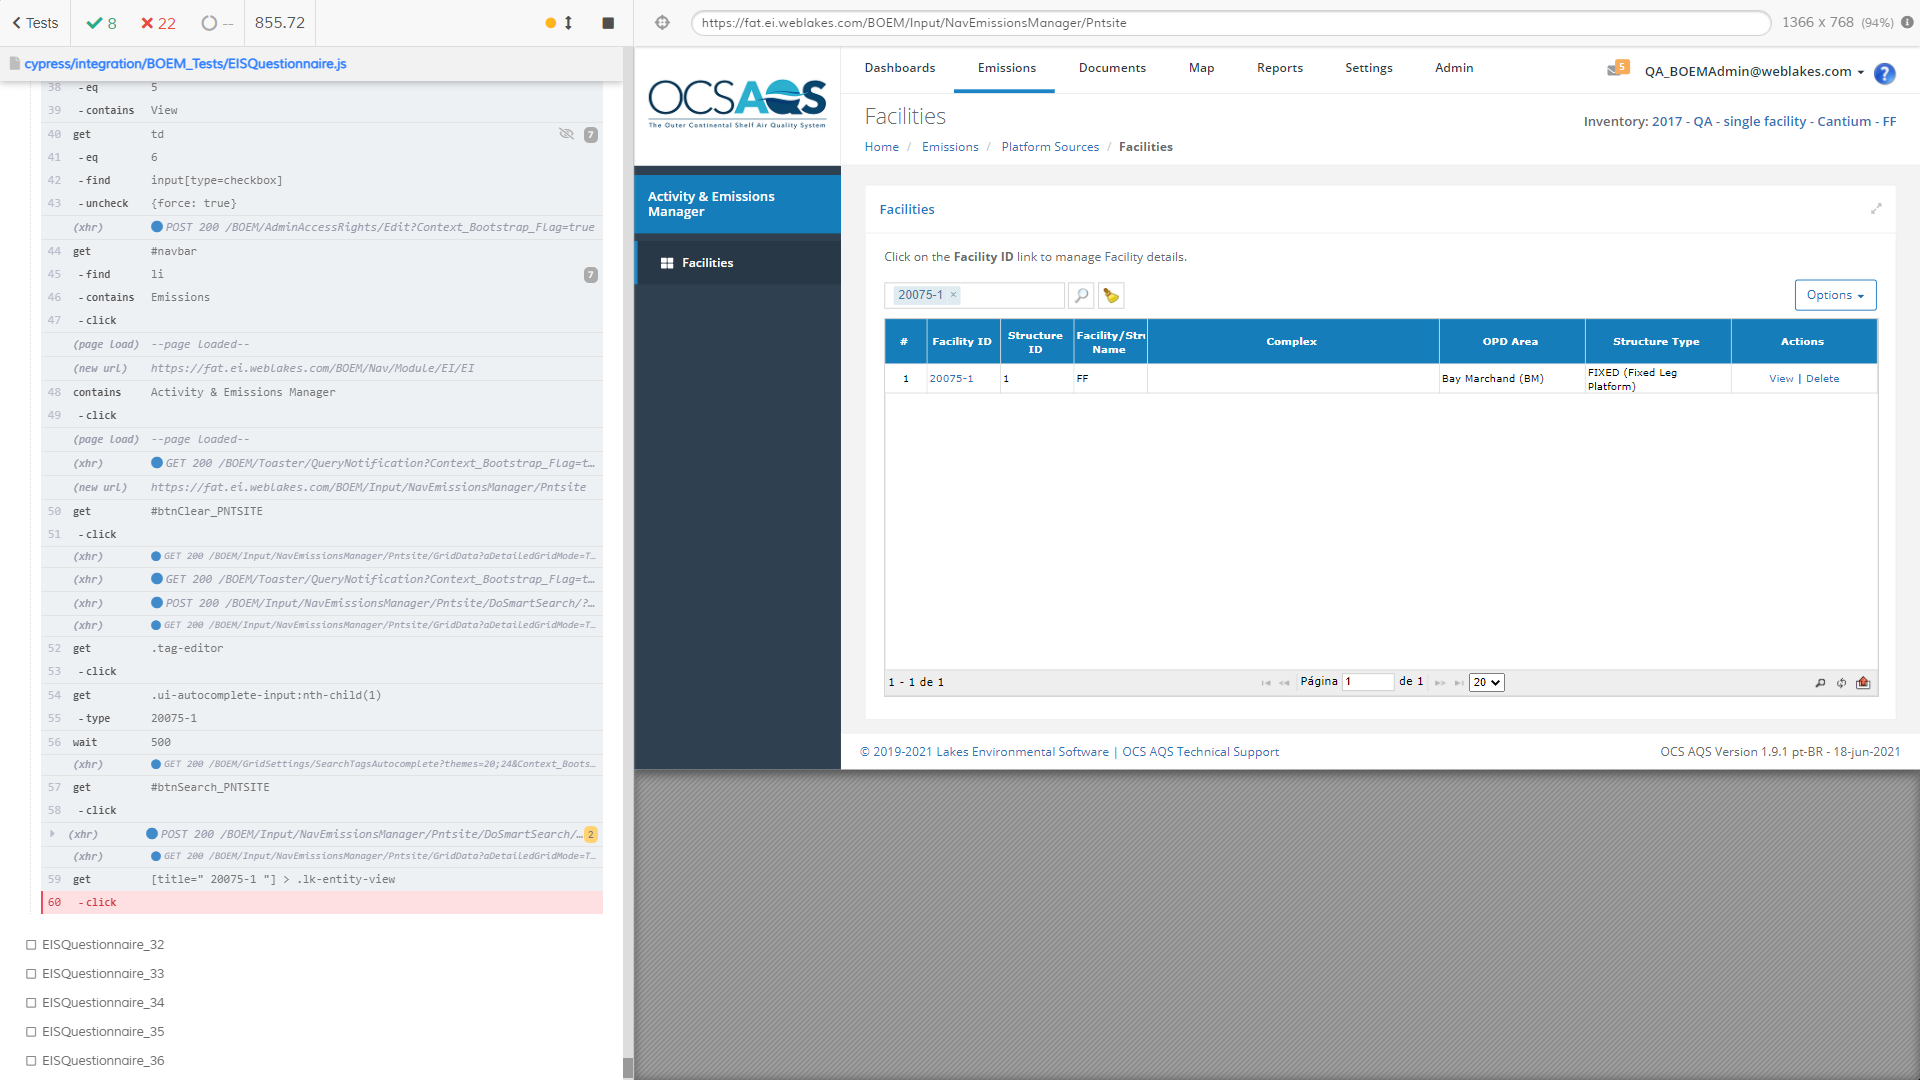 Tests
8
22
--
855.72
cypress/integration/BOEM_Tests/EISQuestionnaire.js
38 -eq 5
39 -contains View
40 get td 7
41 -eq 6
42 -find input[type=checkbox]
43 -uncheck {force: true}
(xhr) POST 200 /BOEM/AdminAccessRights/Edit?Context_Bootstrap_Flag=true
44 get #navbar
45 -find li 7
46 -contains Emissions
47 -click
(page load) --page loaded--
(new url) https://fat.ei.weblakes.com/BOEM/Nav/Module/EI/EI
48 contains Activity & Emissions Manager
49 -click
(page load) --page loaded--
(xhr) GET 200 /BOEM/Toaster/QueryNotification?Context_Bootstrap_Flag=t…
(new url) https://fat.ei.weblakes.com/BOEM/Input/NavEmissionsManager/Pntsite
50 get #btnClear_PNTSITE
51 -click
(xhr) GET 200 /BOEM/Input/NavEmissionsManager/Pntsite/GridData?aDetailedGridMode=T…
(xhr) GET 200 /BOEM/Toaster/QueryNotification?Context_Bootstrap_Flag=t…
(xhr) POST 200 /BOEM/Input/NavEmissionsManager/Pntsite/DoSmartSearch/?…
(xhr) GET 200 /BOEM/Input/NavEmissionsManager/Pntsite/GridData?aDetailedGridMode=T…
52 get .tag-editor
53 -click
54 get .ui-autocomplete-input:nth-child(1)
55 -type 20075-1
56 wait 500
(xhr) GET 200 /BOEM/GridSettings/SearchTagsAutocomplete?themes=20;24&Context_Boots…
57 get #btnSearch_PNTSITE
58 -click
(xhr) POST 200 /BOEM/Input/NavEmissionsManager/Pntsite/DoSmartSearch/… 2
(xhr) GET 200 /BOEM/Input/NavEmissionsManager/Pntsite/GridData?aDetailedGridMode=T…
59 get [title=" 20075-1 "] > .lk-entity-view
60 -click
EISQuestionnaire_32
EISQuestionnaire_33
EISQuestionnaire_34
EISQuestionnaire_35
EISQuestionnaire_36
https://fat.ei.weblakes.com/BOEM/Input/NavEmissionsManager/Pntsite
1366 x 768 (94%)
OCSAQS
The Outer Continental Shelf Air Quality System
Dashboards Emissions Documents Map Reports Settings Admin
5
QA_BOEMAdmin@weblakes.com
?
Facilities
Inventory: 2017 - QA - single facility - Cantium - FF
Home / Emissions / Platform Sources / Facilities
Activity & Emissions Manager
Facilities
Facilities
Click on the Facility ID link to manage Facility details.
20075-1 ×
Options
# Facility ID Structure ID Facility/Stru Name Complex OPD Area Structure Type Actions
1 20075-1 1 FF Bay Marchand (BM) FIXED (Fixed Leg Platform) View | Delete
1 - 1 de 1
Página 1 de 1 20
© 2019-2021 Lakes Environmental Software | OCS AQS Technical Support
OCS AQS Version 1.9.1 pt-BR - 18-jun-2021